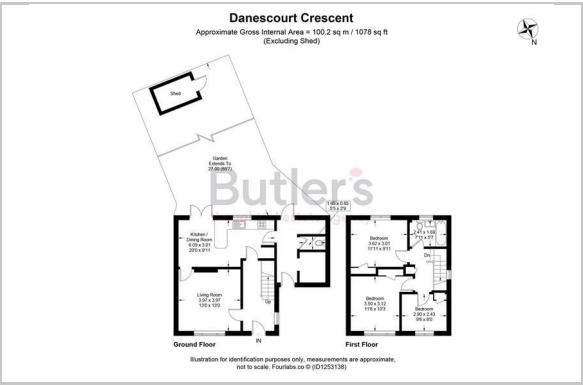 Danescourt Crescent
Approximate Gross Internal Area = 100.2 sq m / 1078 sq ft
(Excluding Shed)
N
Shed
Garden
Extends To
27.00 (88'7)
Butler's
1.65 x 0.85
5'5 x 2'9
Kitchen /
Dining Room
6.09 x 3.01
20'0 x 9'11
Living Room
3.97 x 3.97
13'0 x 13'0
Up
IN
Ground Floor
Bedroom
3.62 x 3.01
11'11 x 9'11
2.41 x 1.69
7'11 x 5'7
Dn
Bedroom
3.50 x 3.12
11'6 x 10'3
Bedroom
2.90 x 2.43
9'6 x 8'0
First Floor
Illustration for identification purposes only, measurements are approximate,
not to scale. Fourlabs.co © (ID1253138)